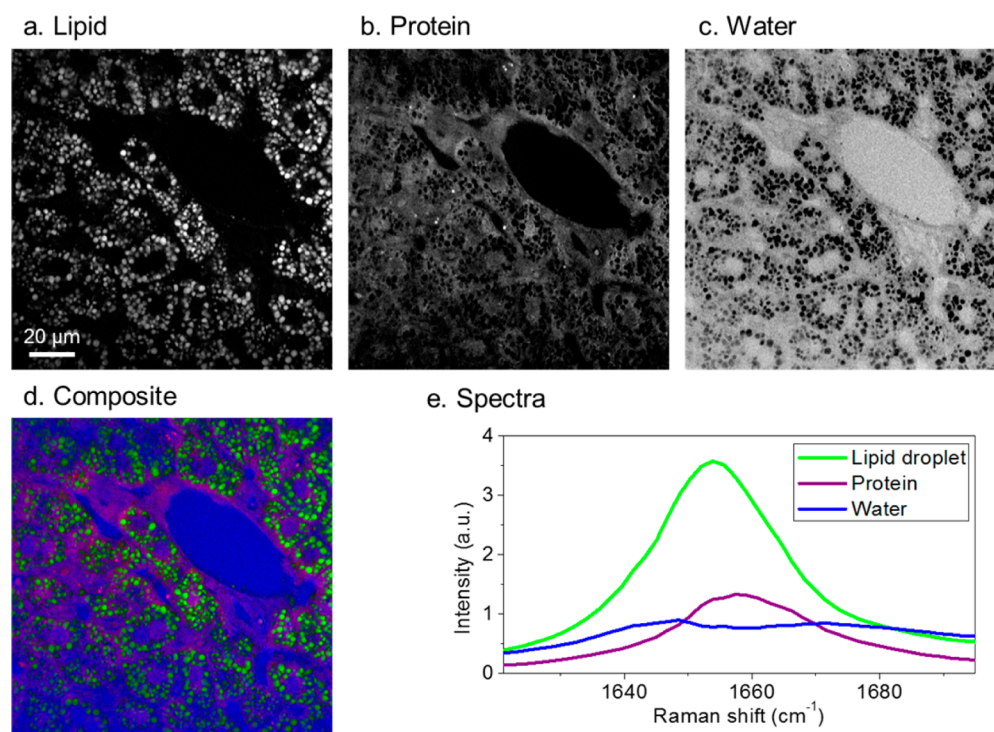 a. Lipid
b. Protein
c. Water
20 µm
d. Composite
e. Spectra
4
3
2
1
0
Intensity (a.u.)
Lipid droplet
Protein
Water
1640
1660
1680
Raman shift (cm⁻¹)